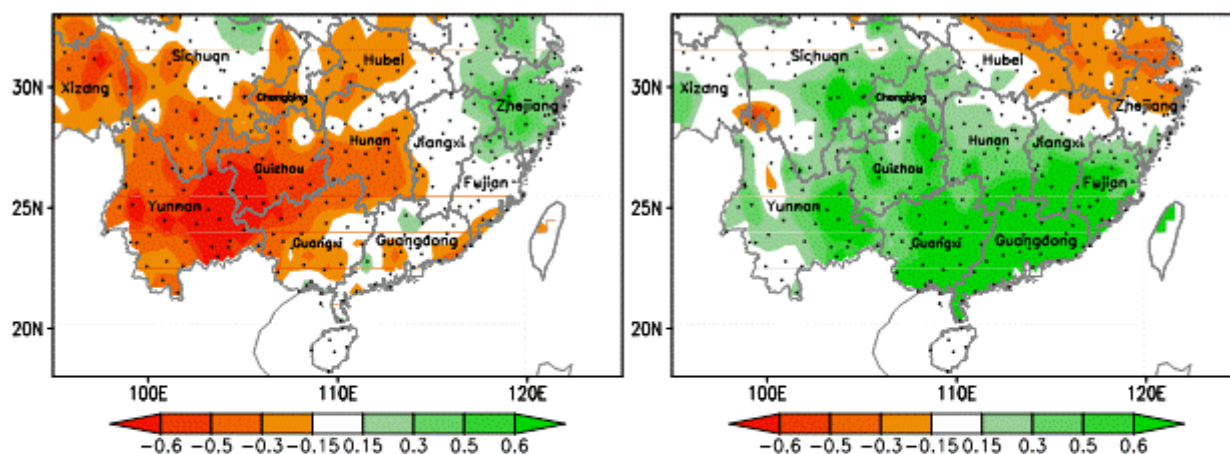 Sichuan
Hubei
30N
Xizang
Chongqing
Zhejiang
Hunan
Jiangxi
Guizhou
Fujian
25N
Yunnan
Guangxi
Guangdong
20N
100E 110E 120E
-0.6 -0.5 -0.3 -0.15 0.15 0.3 0.5 0.6
Sichuan
Hubei
30N
Xizang
Chongqing
Zhejiang
Hunan
Jiangxi
Guizhou
Fujian
25N
Yunnan
Guangxi
Guangdong
20N
100E 110E 120E
-0.6 -0.5 -0.3 -0.15 0.15 0.3 0.5 0.6